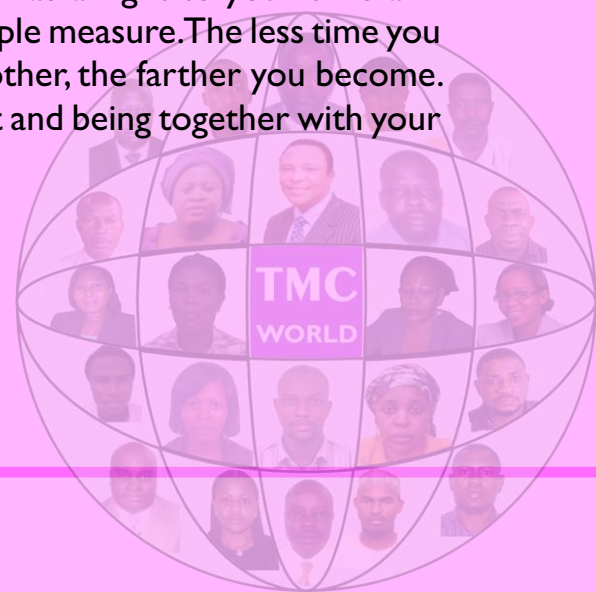 ple measure.The less time you
other, the farther you become.
and being together with your
TMC
WORLD